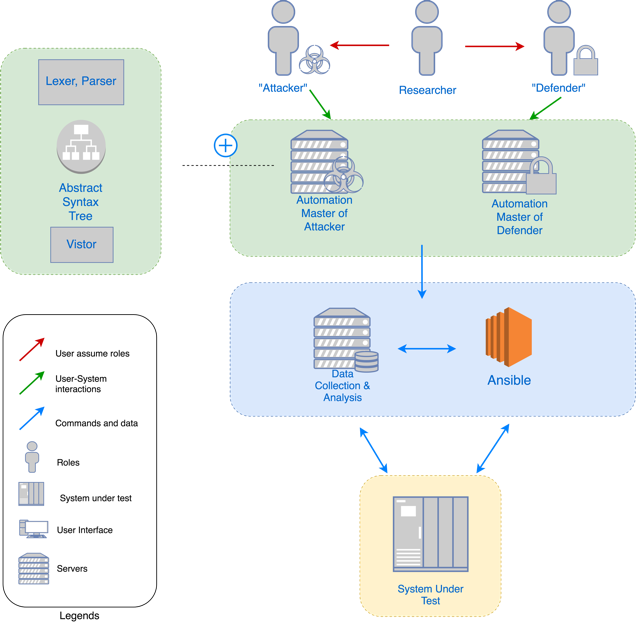 "Attacker"
Researcher
"Defender"
Lexer, Parser
Abstract
Syntax
Tree
Vistor
Automation
Master of
Attacker
Automation
Master of
Defender
Data
Collection &
Analysis
Ansible
System Under
Test
User assume roles
User-System
interactions
Commands and data
Roles
System under test
User Interface
Servers
Legends